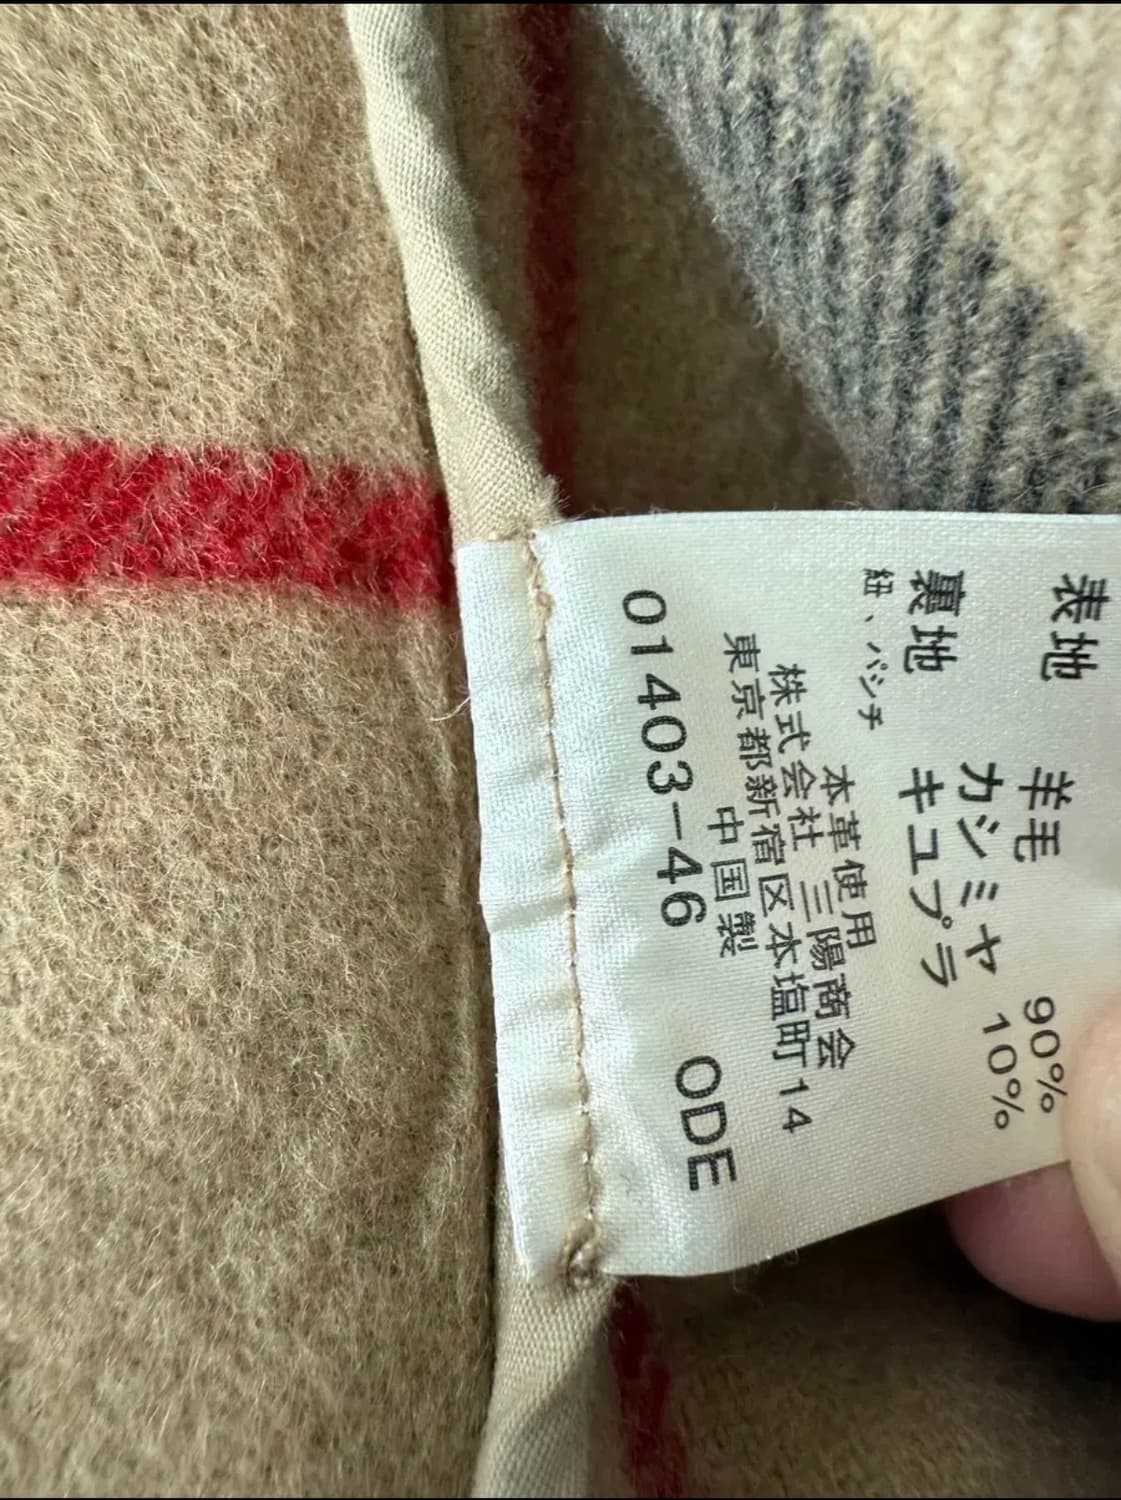 表地 羊毛 90%
カシミヤ 10%
裏地 キュプラ
紐、バシチ
本革使用
株式会社 三陽商会
東京都新宿区本塩町14
中国製
01403-46 ODE